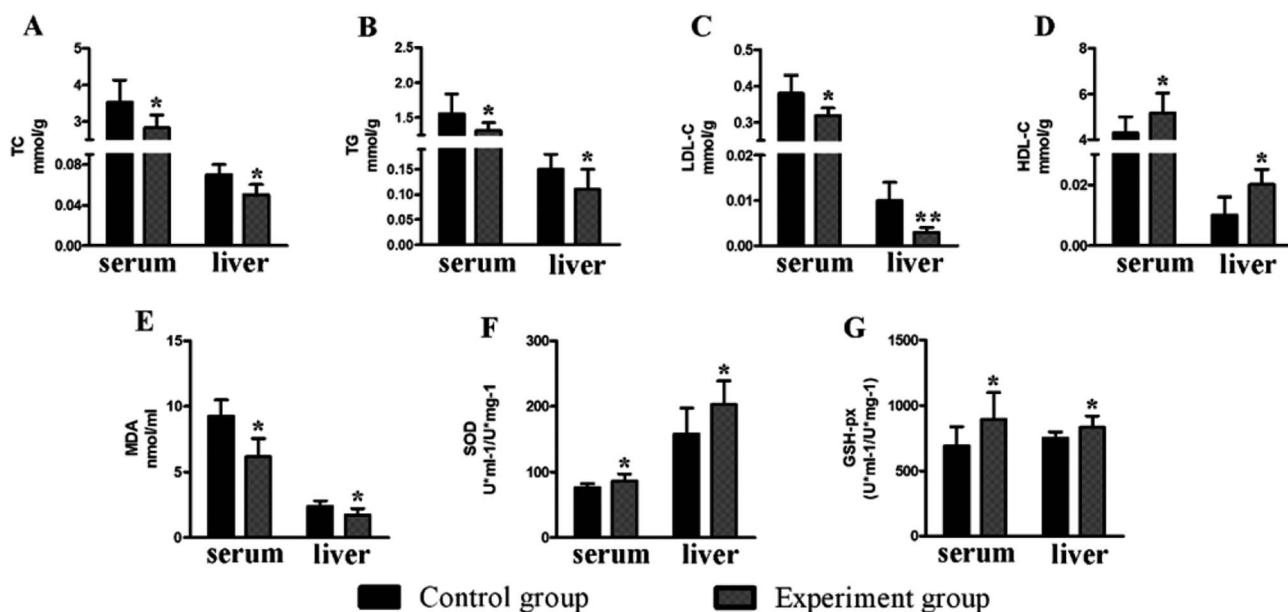 A
TC
mmol/g
5
4
3
0.08
0.04
0.00
*
*
serum liver
B
TG
mmol/g
2.5
2.0
1.5
0.15
0.10
0.05
0.00
*
*
serum liver
C
LDL-C
mmol/g
0.5
0.4
0.3
0.02
0.01
0.00
*
**
serum liver
D
HDL-C
mmol/g
8
6
4
0.02
0.00
*
*
serum liver
E
MDA
nmol/ml
15
10
5
0
*
*
serum liver
F
SOD
U*ml-1/U*mg-1
300
200
100
0
*
*
serum liver
G
GSH-px
(U*ml-1/U*mg-1)
1500
1000
500
0
*
*
serum liver
Control group Experiment group